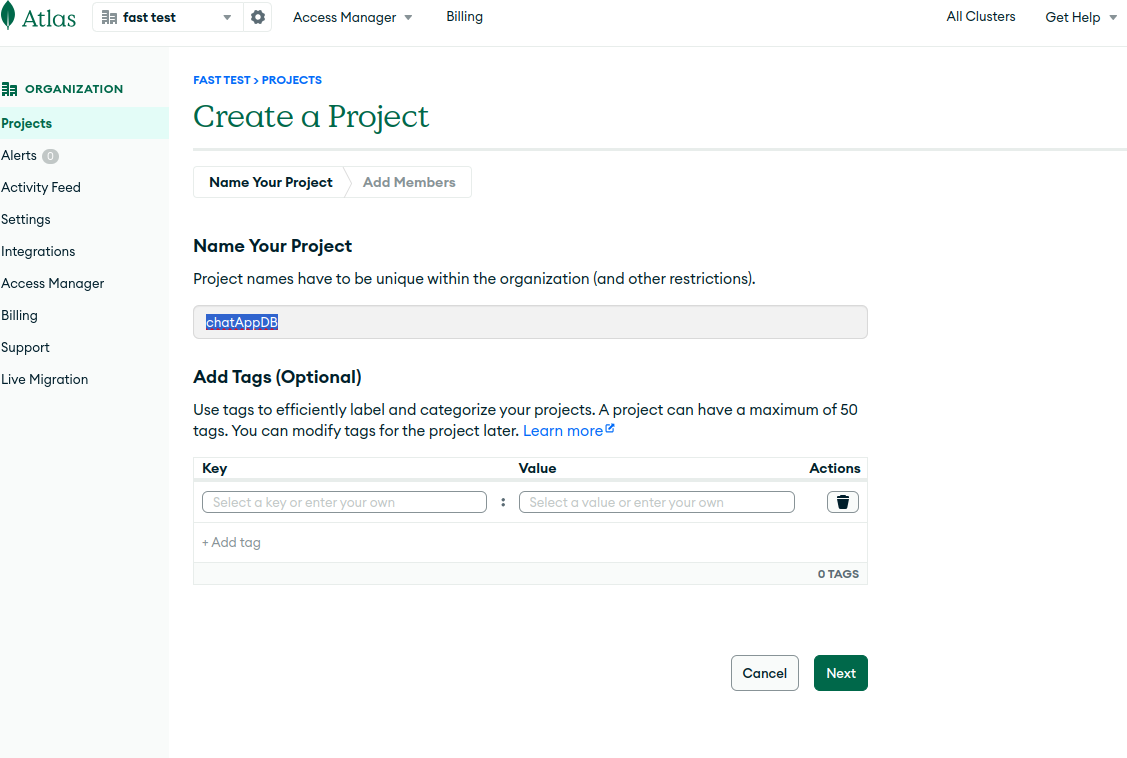 Atlas
fast test
Access Manager
Billing
All Clusters
Get Help
ORGANIZATION
Projects
Alerts 0
Activity Feed
Settings
Integrations
Access Manager
Billing
Support
Live Migration
FAST TEST > PROJECTS
Create a Project
Name Your Project
Add Members
Name Your Project
Project names have to be unique within the organization (and other restrictions).
chatAppDB
Add Tags (Optional)
Use tags to efficiently label and categorize your projects. A project can have a maximum of 50
tags. You can modify tags for the project later. Learn more
Key Value Actions
Select a key or enter your own : Select a value or enter your own
+ Add tag
0 TAGS
Cancel
Next